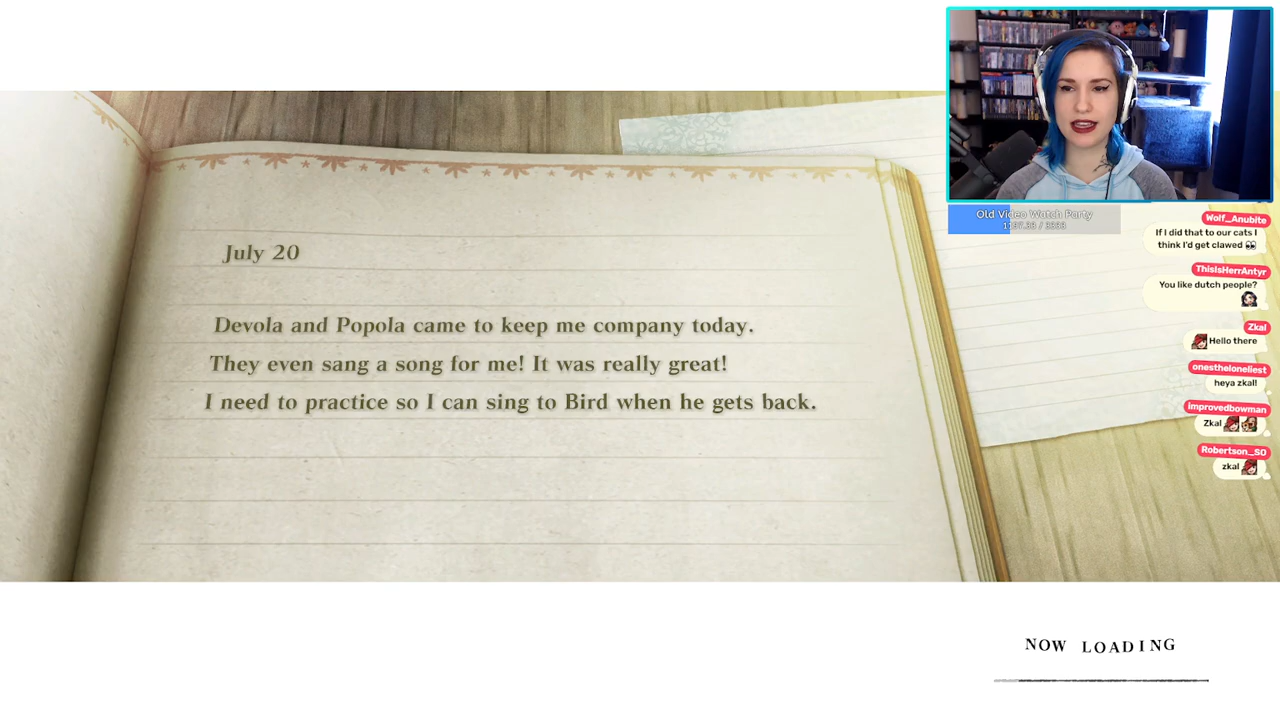 July 20
Devola and Popola came to keep me company today.
They even sang a song for me! It was really great!
I need to practice so I can sing to Bird when he gets back.
Old Video Watch Party
Wolf_Anubite
If I did that to our cats I
think I'd get clawed 👀
ThisIsHerrAntyr
You like dutch people?
Zkal
Hello there
onestheloneliest
heya zkal!
improvedbowman
Zkal
Robertson_SO
zkal
NOW LOADING